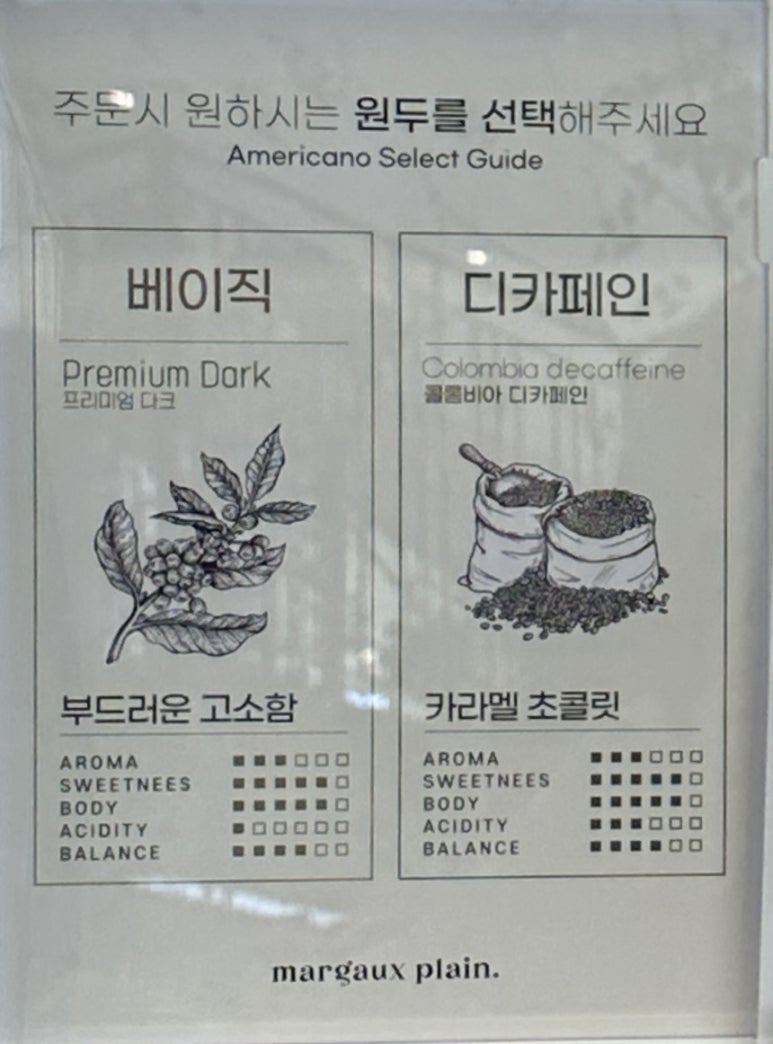 주문시 원하시는 원두를 선택해주세요
Americano Select Guide
베이직
Premium Dark
프리미엄 다크
부드러운 고소함
AROMA ■■■□□□
SWEETNEES ■■■■■□
BODY ■■■■■□
ACIDITY ■□□□□□
BALANCE ■■■■□□
디카페인
Colombia decaffeine
콜롬비아 디카페인
카라멜 초콜릿
AROMA ■■■□□□
SWEETNEES ■■■■■□
BODY ■■■■■□
ACIDITY ■■■□□□
BALANCE ■■■■□□
margaux plain.